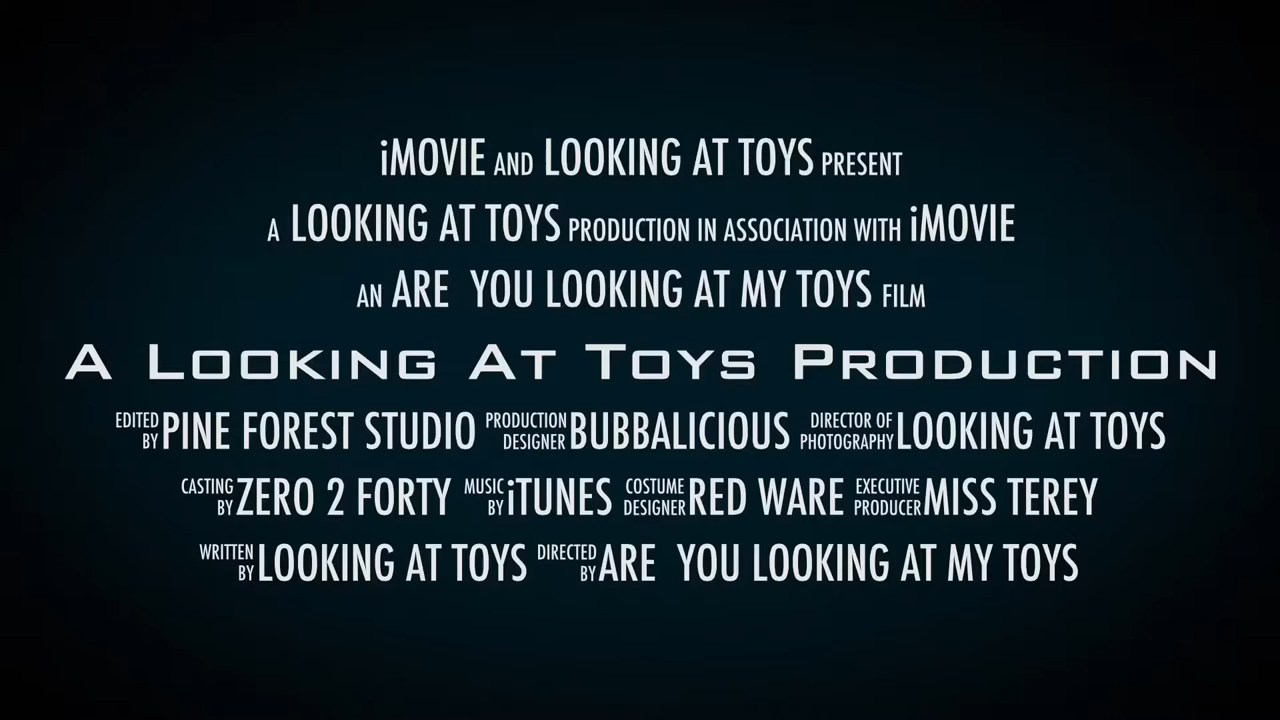 iMOVIE AND LOOKING AT TOYS PRESENT
A LOOKING AT TOYS PRODUCTION IN ASSOCIATION WITH iMOVIE
AN ARE  YOU LOOKING AT MY TOYS FILM
A LOOKING AT TOYS PRODUCTION
EDITED BY PINE FOREST STUDIO PRODUCTION DESIGNER BUBBALICIOUS DIRECTOR OF PHOTOGRAPHY LOOKING AT TOYS
CASTING BY ZERO 2 FORTY MUSIC BY iTUNES COSTUME DESIGNER RED WARE EXECUTIVE PRODUCER MISS TEREY
WRITTEN BY LOOKING AT TOYS DIRECTED BY ARE  YOU LOOKING AT MY TOYS